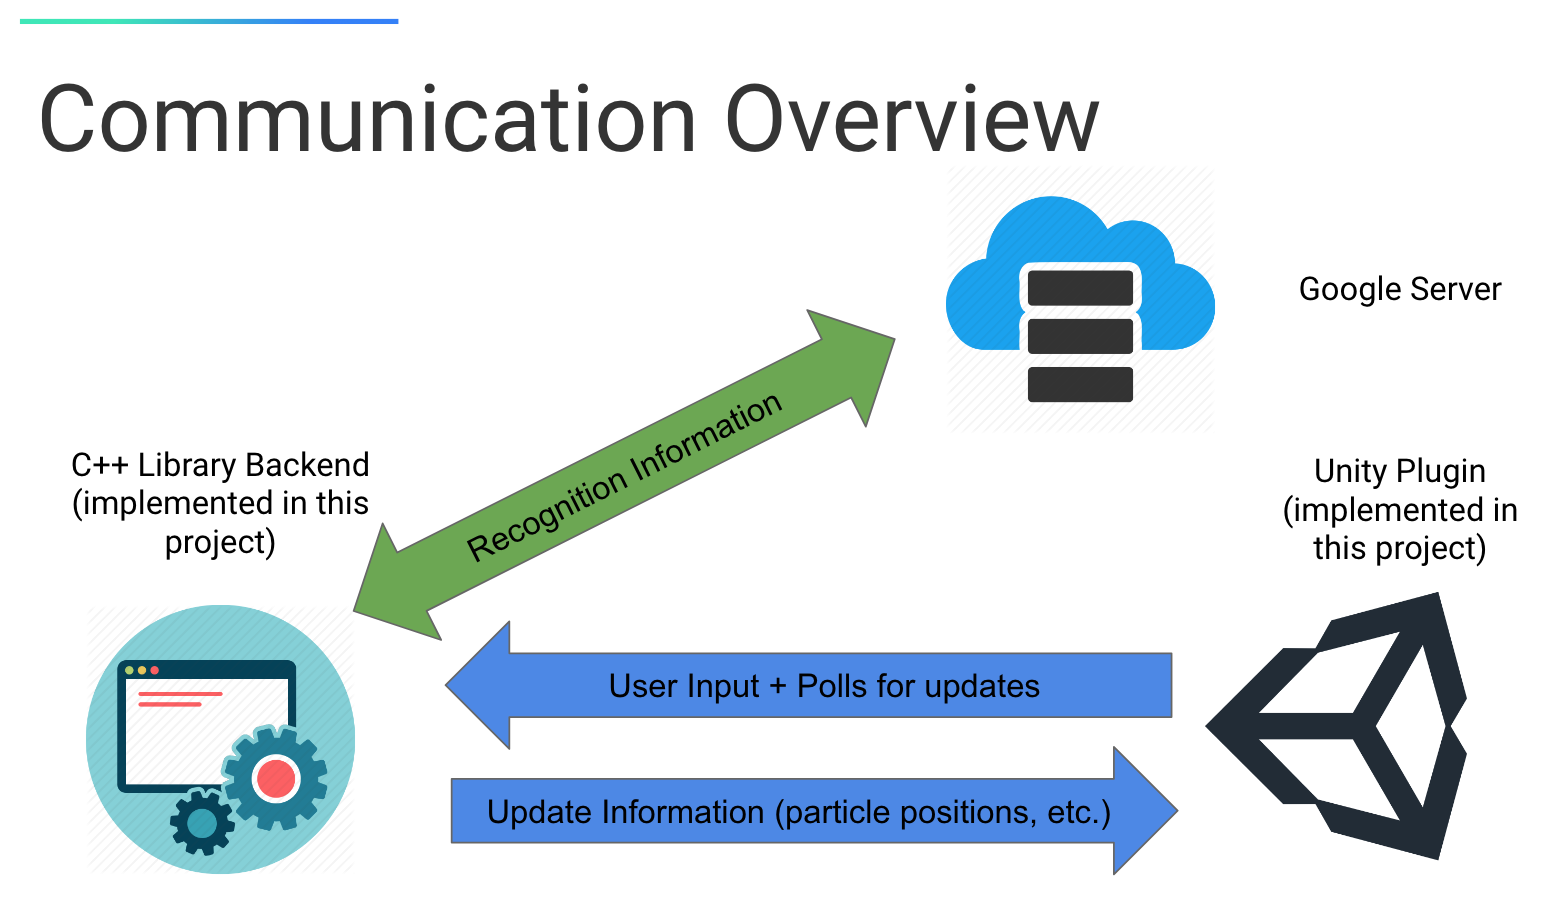 Communication Overview
Google Server
Recognition Information
C++ Library Backend
(implemented in this
project)
Unity Plugin
(implemented in
this project)
User Input + Polls for updates
Update Information (particle positions, etc.)